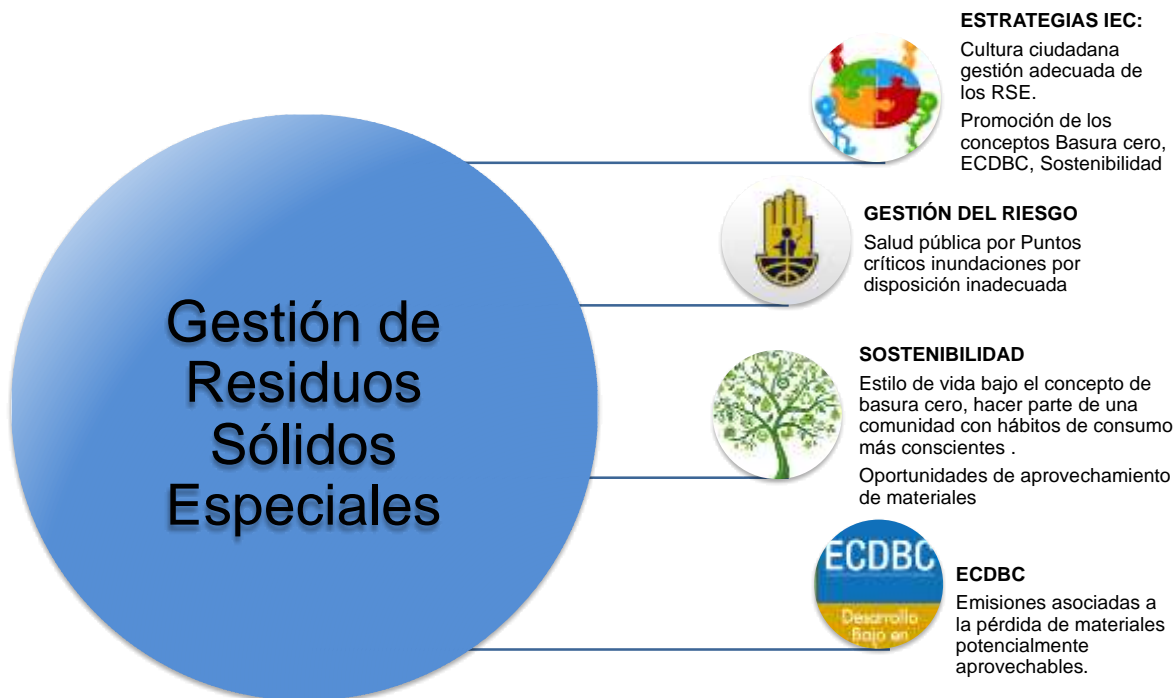 Gestión de
Residuos
Sólidos
Especiales
ESTRATEGIAS IEC:
Cultura ciudadana
gestión adecuada de
los RSE.
Promoción de los
conceptos Basura cero,
ECDBC, Sostenibilidad
GESTIÓN DEL RIESGO
Salud pública por Puntos
críticos inundaciones por
disposición inadecuada
SOSTENIBILIDAD
Estilo de vida bajo el concepto de
basura cero, hacer parte de una
comunidad con hábitos de consumo
más conscientes .
Oportunidades de aprovechamiento
de materiales
ECDBC
Desarrollo
Bajo en
ECDBC
Emisiones asociadas a
la pérdida de materiales
potencialmente
aprovechables.